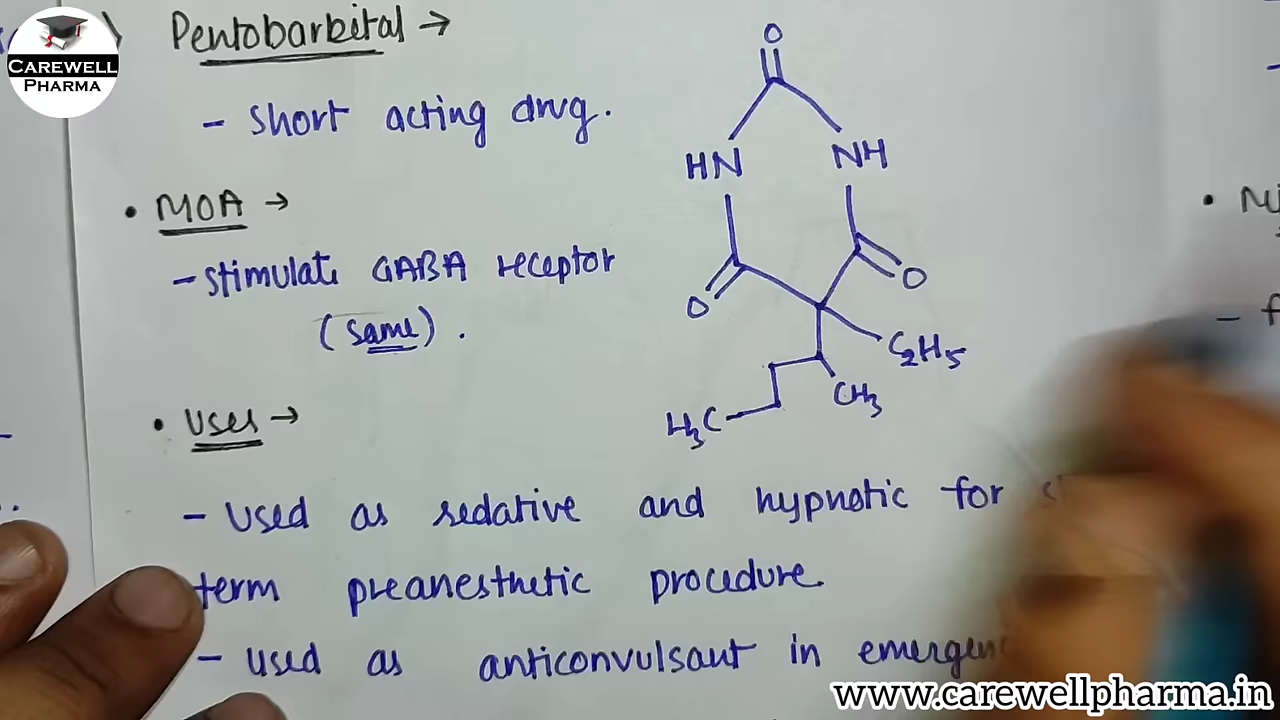 CAREWELL
PHARMA
Pentobarbital →
- short acting drug.
• MOA →
- stimulate GABA receptor
(same).
• Uses →
- used as sedative and hypnotic for
term preanesthetic procedure
- used as anticonvulsant in
O
HN
NH
O
O
C2H5
CH3
H3C
www.carewellpharma.in